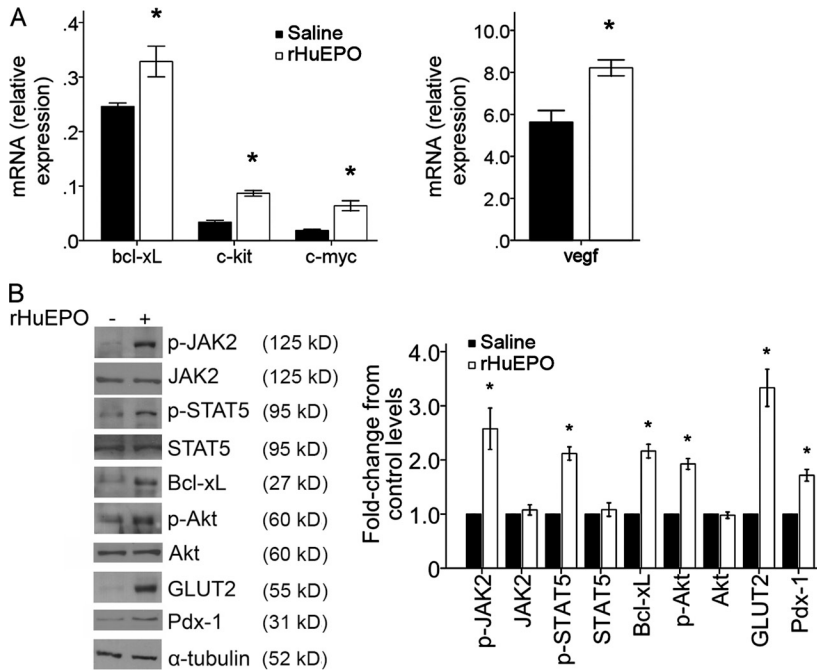 A
mRNA (relative
expression)
.4
.3
.2
.1
.0
*
*
*
Saline
rHuEPO
bcl-xL c-kit c-myc
mRNA (relative
expression)
10.0
8.0
6.0
4.0
2.0
.0
*
vegf
B
rHuEPO - +
p-JAK2 (125 kD)
JAK2 (125 kD)
p-STAT5 (95 kD)
STAT5 (95 kD)
Bcl-xL (27 kD)
p-Akt (60 kD)
Akt (60 kD)
GLUT2 (55 kD)
Pdx-1 (31 kD)
α-tubulin (52 kD)
Fold-change from
control levels
4.0
3.0
2.0
1.0
0
Saline
rHuEPO
*
*
*
*
*
*
p-JAK2
JAK2
p-STAT5
STAT5
Bcl-xL
p-Akt
Akt
GLUT2
Pdx-1